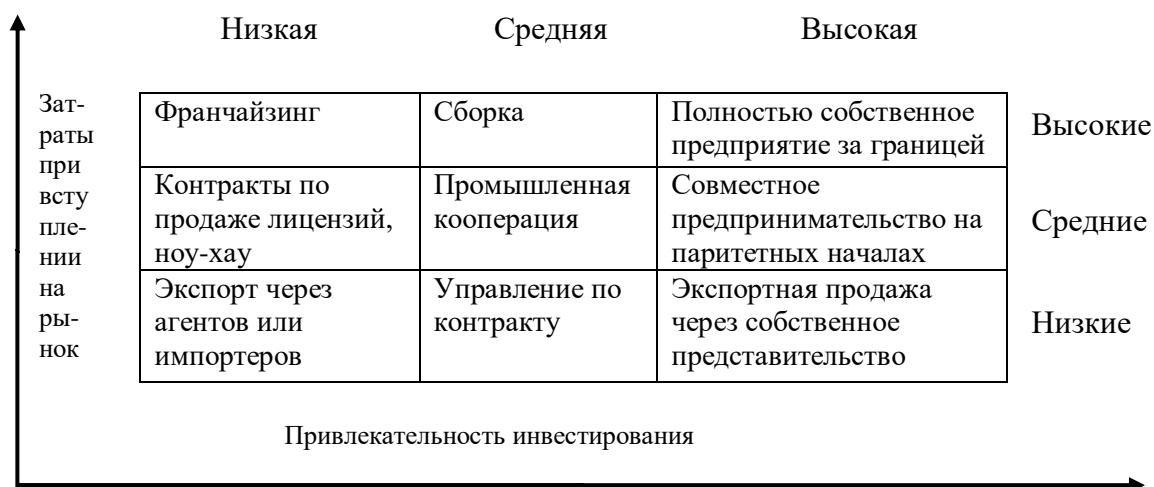 Низкая Средняя Высокая
Зат-
раты
при
всту
пле-
нии
на
ры-
нок
Франчайзинг
Сборка
Полностью собственное
предприятие за границей
Высокие
Контракты по
продаже лицензий,
ноу-хау
Промышленная
кооперация
Совместное
предпринимательство на
паритетных началах
Средние
Экспорт через
агентов или
импортеров
Управление по
контракту
Экспортная продажа
через собственное
представительство
Низкие
Привлекательность инвестирования